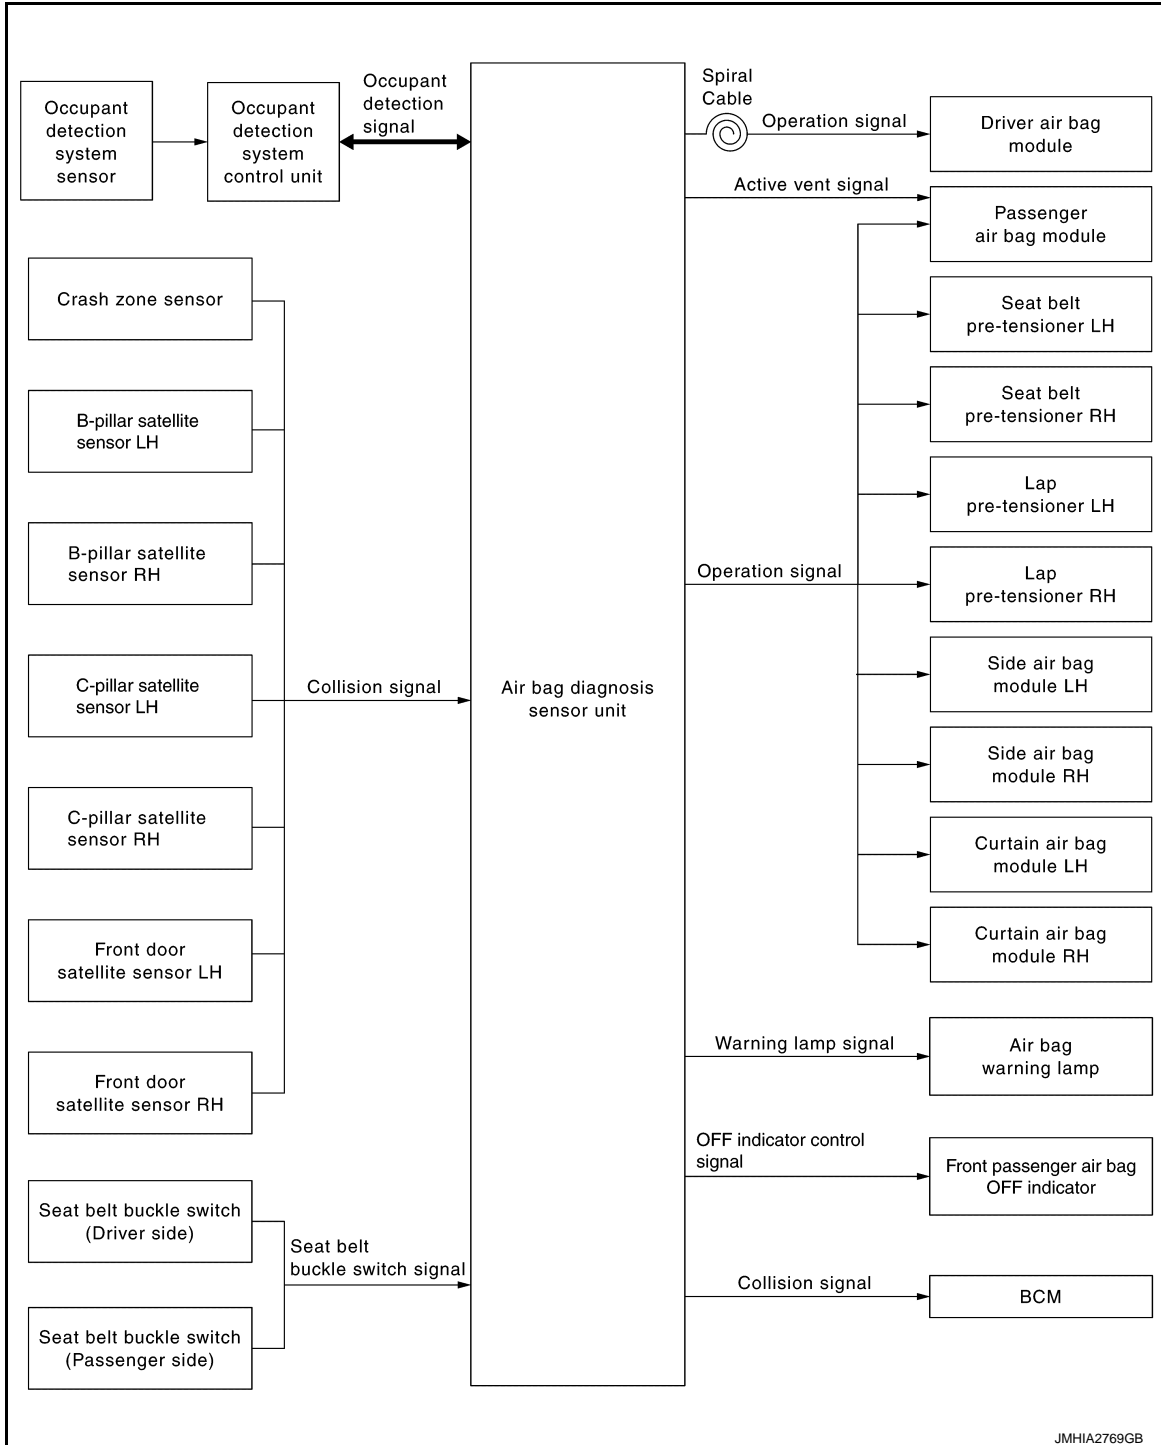 Occupant
detection
system
sensor
Occupant
detection
system
control unit
Occupant
detection
signal
Crash zone sensor
B-pillar satellite
sensor LH
B-pillar satellite
sensor RH
C-pillar satellite
sensor LH
C-pillar satellite
sensor RH
Front door
satellite sensor LH
Front door
satellite sensor RH
Collision signal
Seat belt buckle switch
(Driver side)
Seat belt buckle switch
(Passenger side)
Seat belt
buckle switch signal
Air bag diagnosis
sensor unit
Spiral
Cable
Operation signal
Driver air bag
module
Active vent signal
Passenger
air bag module
Seat belt
pre-tensioner LH
Seat belt
pre-tensioner RH
Lap
pre-tensioner LH
Operation signal
Lap
pre-tensioner RH
Side air bag
module LH
Side air bag
module RH
Curtain air bag
module LH
Curtain air bag
module RH
Warning lamp signal
Air bag
warning lamp
OFF indicator control
signal
Front passenger air bag
OFF indicator
Collision signal
BCM
JMHIA2769GB